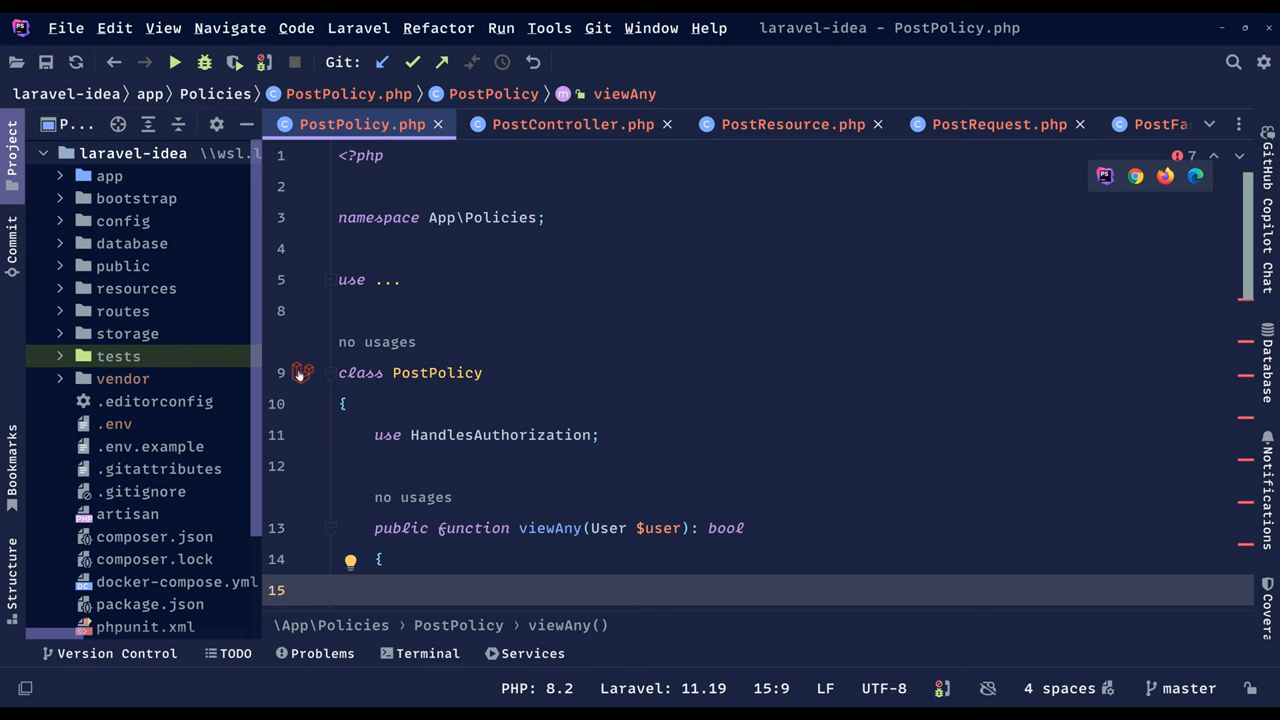 File Edit View Navigate Code Laravel Refactor Run Tools Git Window Help laravel-idea – PostPolicy.php
Git:
laravel-idea app Policies PostPolicy.php PostPolicy viewAny
P... PostPolicy.php PostController.php PostResource.php PostRequest.php PostFa
Project
Commit
Bookmarks
Structure
laravel-idea \\wsl.l
app
bootstrap
config
database
public
resources
routes
storage
tests
vendor
.editorconfig
.env
.env.example
.gitattributes
.gitignore
artisan
composer.json
composer.lock
docker-compose.yml
package.json
phpunit.xml
1 <?php
2
3 namespace App\Policies;
4
5 use ...
8
no usages
9 class PostPolicy
10 {
11 use HandlesAuthorization;
12
no usages
13 public function viewAny(User $user): bool
14 {
15
7
GitHub Copilot Chat
Database
Notifications
Covera
\App\Policies PostPolicy viewAny()
Version Control TODO Problems Terminal Services
PHP: 8.2 Laravel: 11.19 15:9 LF UTF-8 4 spaces master